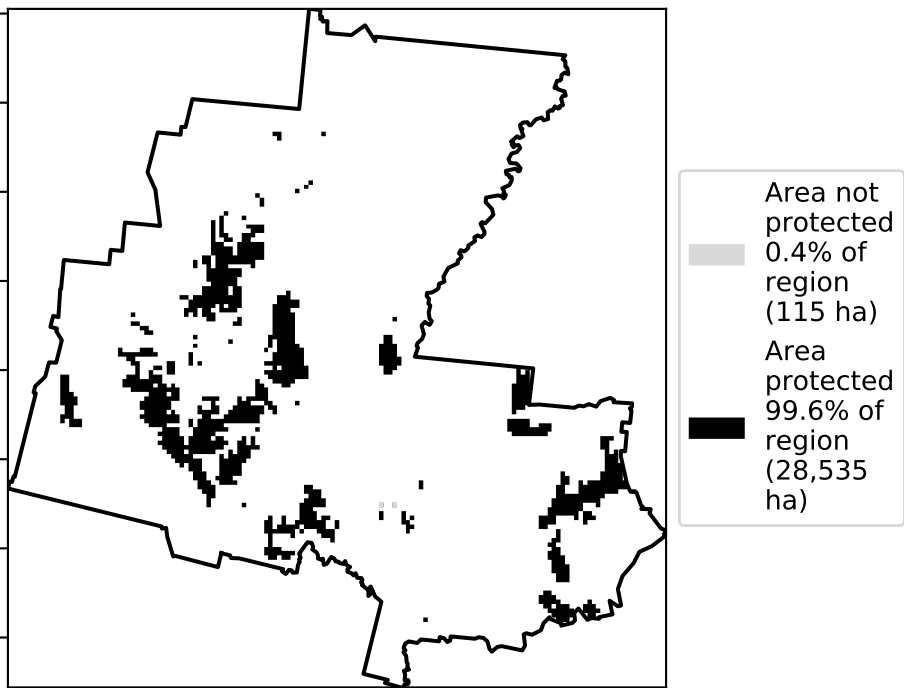 Area not
protected
0.4% of
region
(115 ha)
Area
protected
99.6% of
region
(28,535
ha)